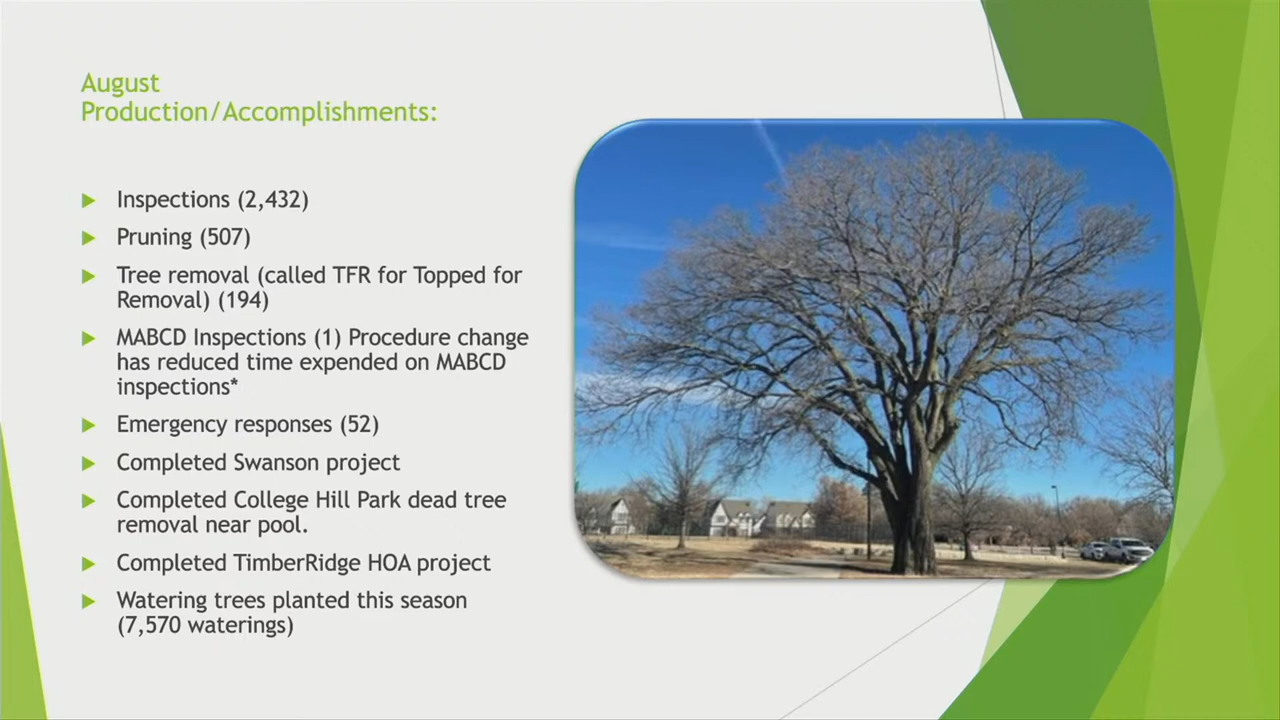 August
Production/Accomplishments:
Inspections (2,432)
Pruning (507)
Tree removal (called TFR for Topped for
Removal) (194)
MABCD Inspections (1) Procedure change
has reduced time expended on MABCD
inspections*
Emergency responses (52)
Completed Swanson project
Completed College Hill Park dead tree
removal near pool.
Completed TimberRidge HOA project
Watering trees planted this season
(7,570 waterings)